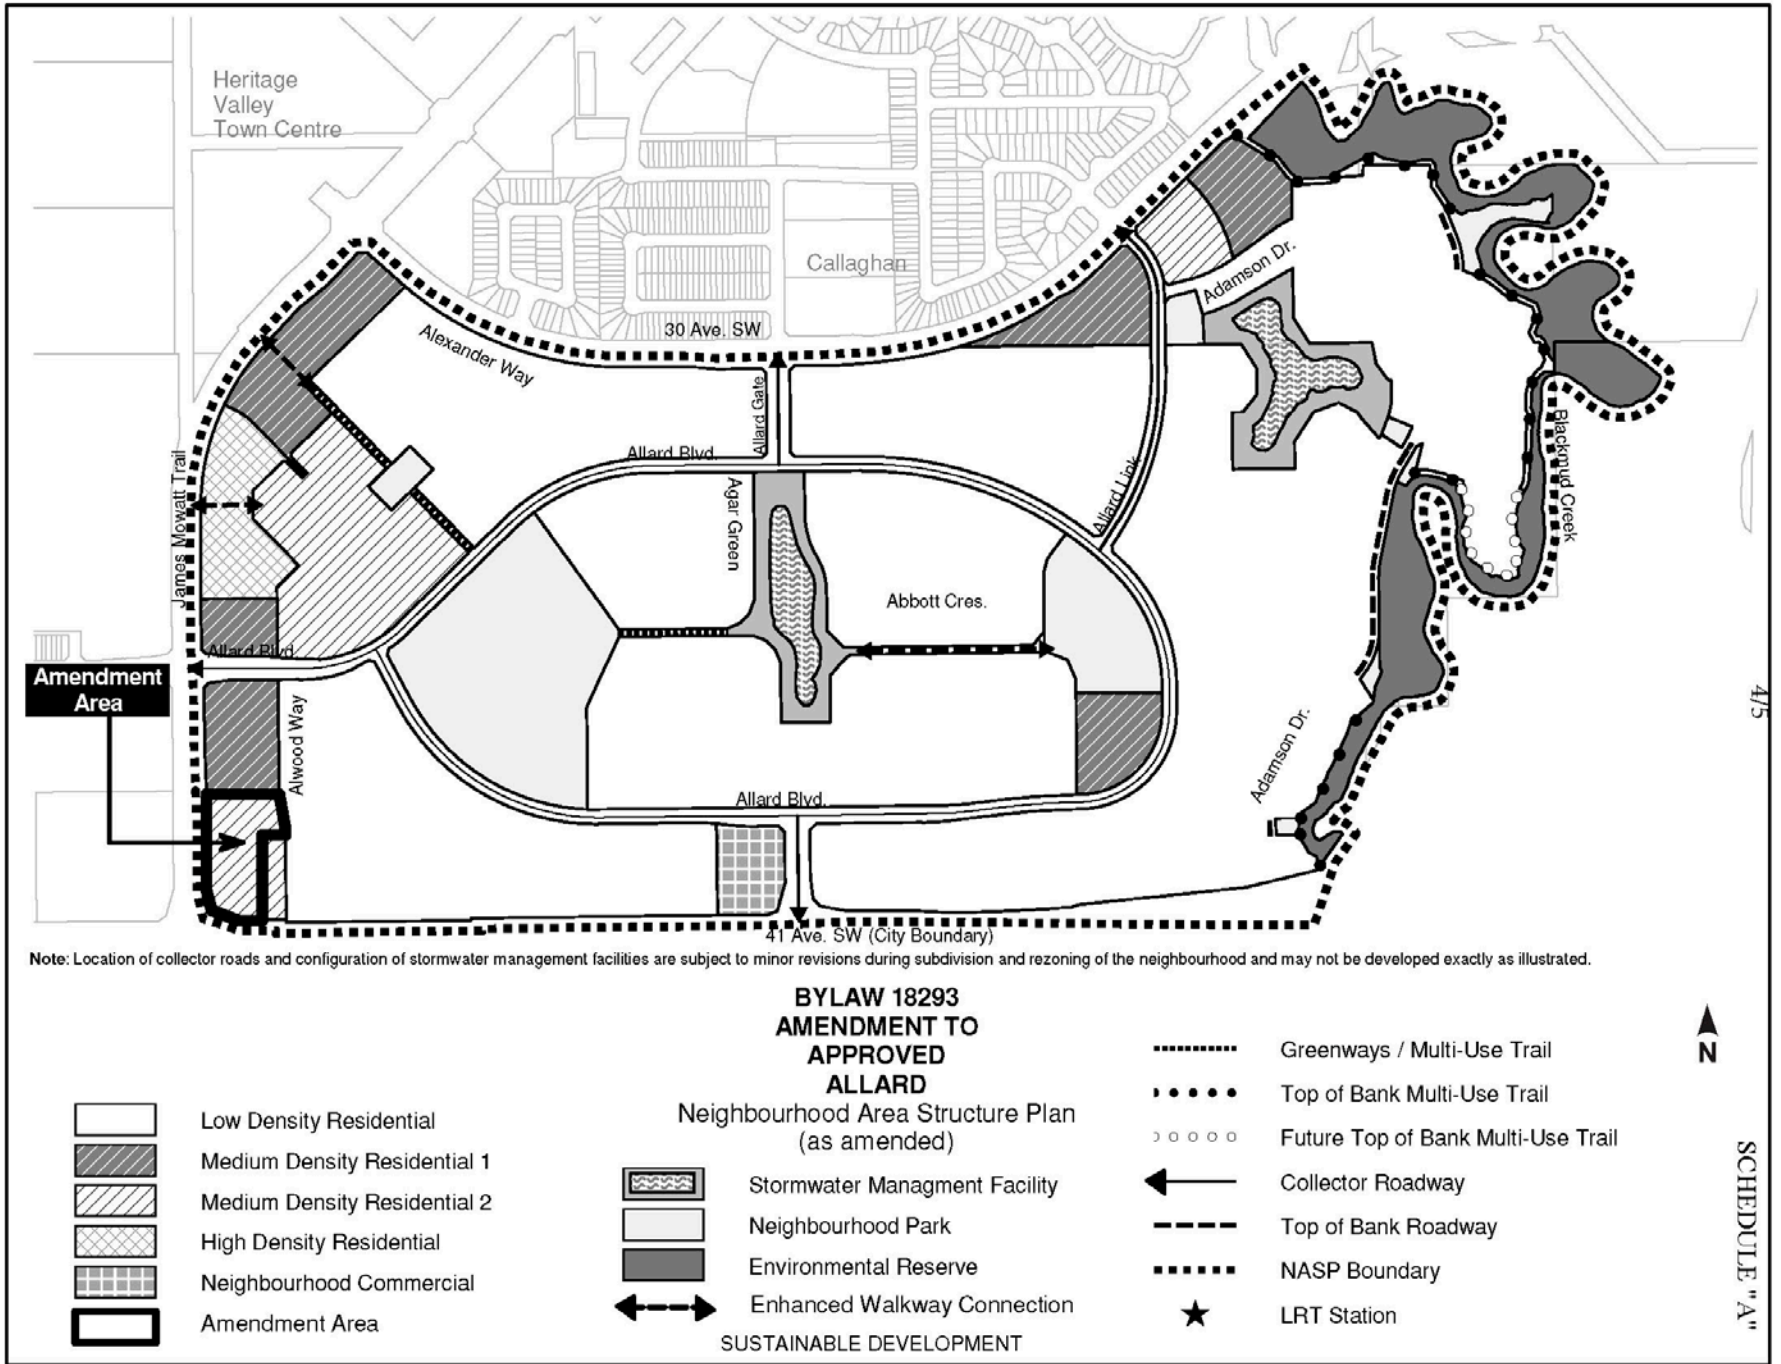 Heritage
Valley
Town Centre
Callaghan
30 Ave. SW
Adamson Dr.
Alexander Way
Allard Gate
Allard Blvd.
Allard Link
Agar Green
Blackmud Creek
James Mowatt Trail
Abbott Cres.
Allard Blvd.
Amendment
Area
Alwood Way
Adamson Dr.
Allard Blvd.
41 Ave. SW (City Boundary)
4/5
Note: Location of collector roads and configuration of stormwater management facilities are subject to minor revisions during subdivision and rezoning of the neighbourhood and may not be developed exactly as illustrated.
BYLAW 18293
AMENDMENT TO
APPROVED
ALLARD
Neighbourhood Area Structure Plan
(as amended)
Low Density Residential
Medium Density Residential 1
Medium Density Residential 2
High Density Residential
Neighbourhood Commercial
Amendment Area
Stormwater Managment Facility
Neighbourhood Park
Environmental Reserve
Enhanced Walkway Connection
SUSTAINABLE DEVELOPMENT
Greenways / Multi-Use Trail
Top of Bank Multi-Use Trail
Future Top of Bank Multi-Use Trail
Collector Roadway
Top of Bank Roadway
NASP Boundary
LRT Station
N
SCHEDULE "A"